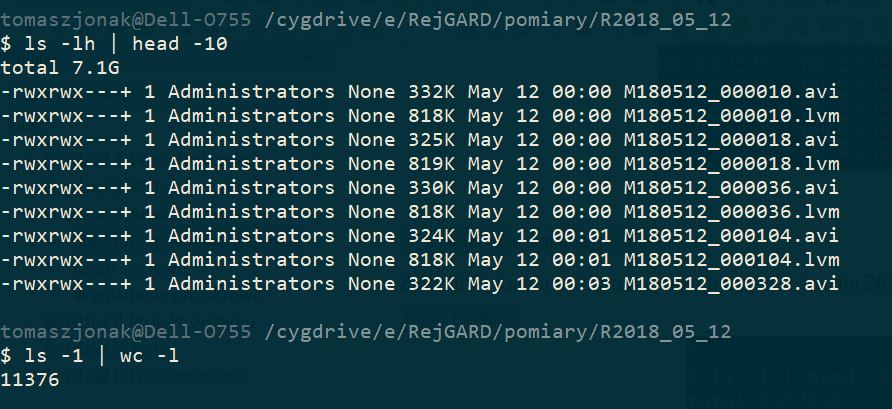 tomaszjonak@Dell-O755 /cygdrive/e/RejGARD/pomiary/R2018_05_12
$ ls -lh | head -10
total 7.1G
-rwxrwx---+ 1 Administrators None 332K May 12 00:00 M180512_000010.avi
-rwxrwx---+ 1 Administrators None 818K May 12 00:00 M180512_000010.lvm
-rwxrwx---+ 1 Administrators None 325K May 12 00:00 M180512_000018.avi
-rwxrwx---+ 1 Administrators None 819K May 12 00:00 M180512_000018.lvm
-rwxrwx---+ 1 Administrators None 330K May 12 00:00 M180512_000036.avi
-rwxrwx---+ 1 Administrators None 818K May 12 00:00 M180512_000036.lvm
-rwxrwx---+ 1 Administrators None 324K May 12 00:01 M180512_000104.avi
-rwxrwx---+ 1 Administrators None 818K May 12 00:01 M180512_000104.lvm
-rwxrwx---+ 1 Administrators None 322K May 12 00:03 M180512_000328.avi
Wymagania projektowe
tomaszjonak@Dell-O755 /cygdrive/e/RejGARD/pomiary/R2018_05_12
$ ls -1 | wc -l
11376
Rozdział 6 Podsumowanie